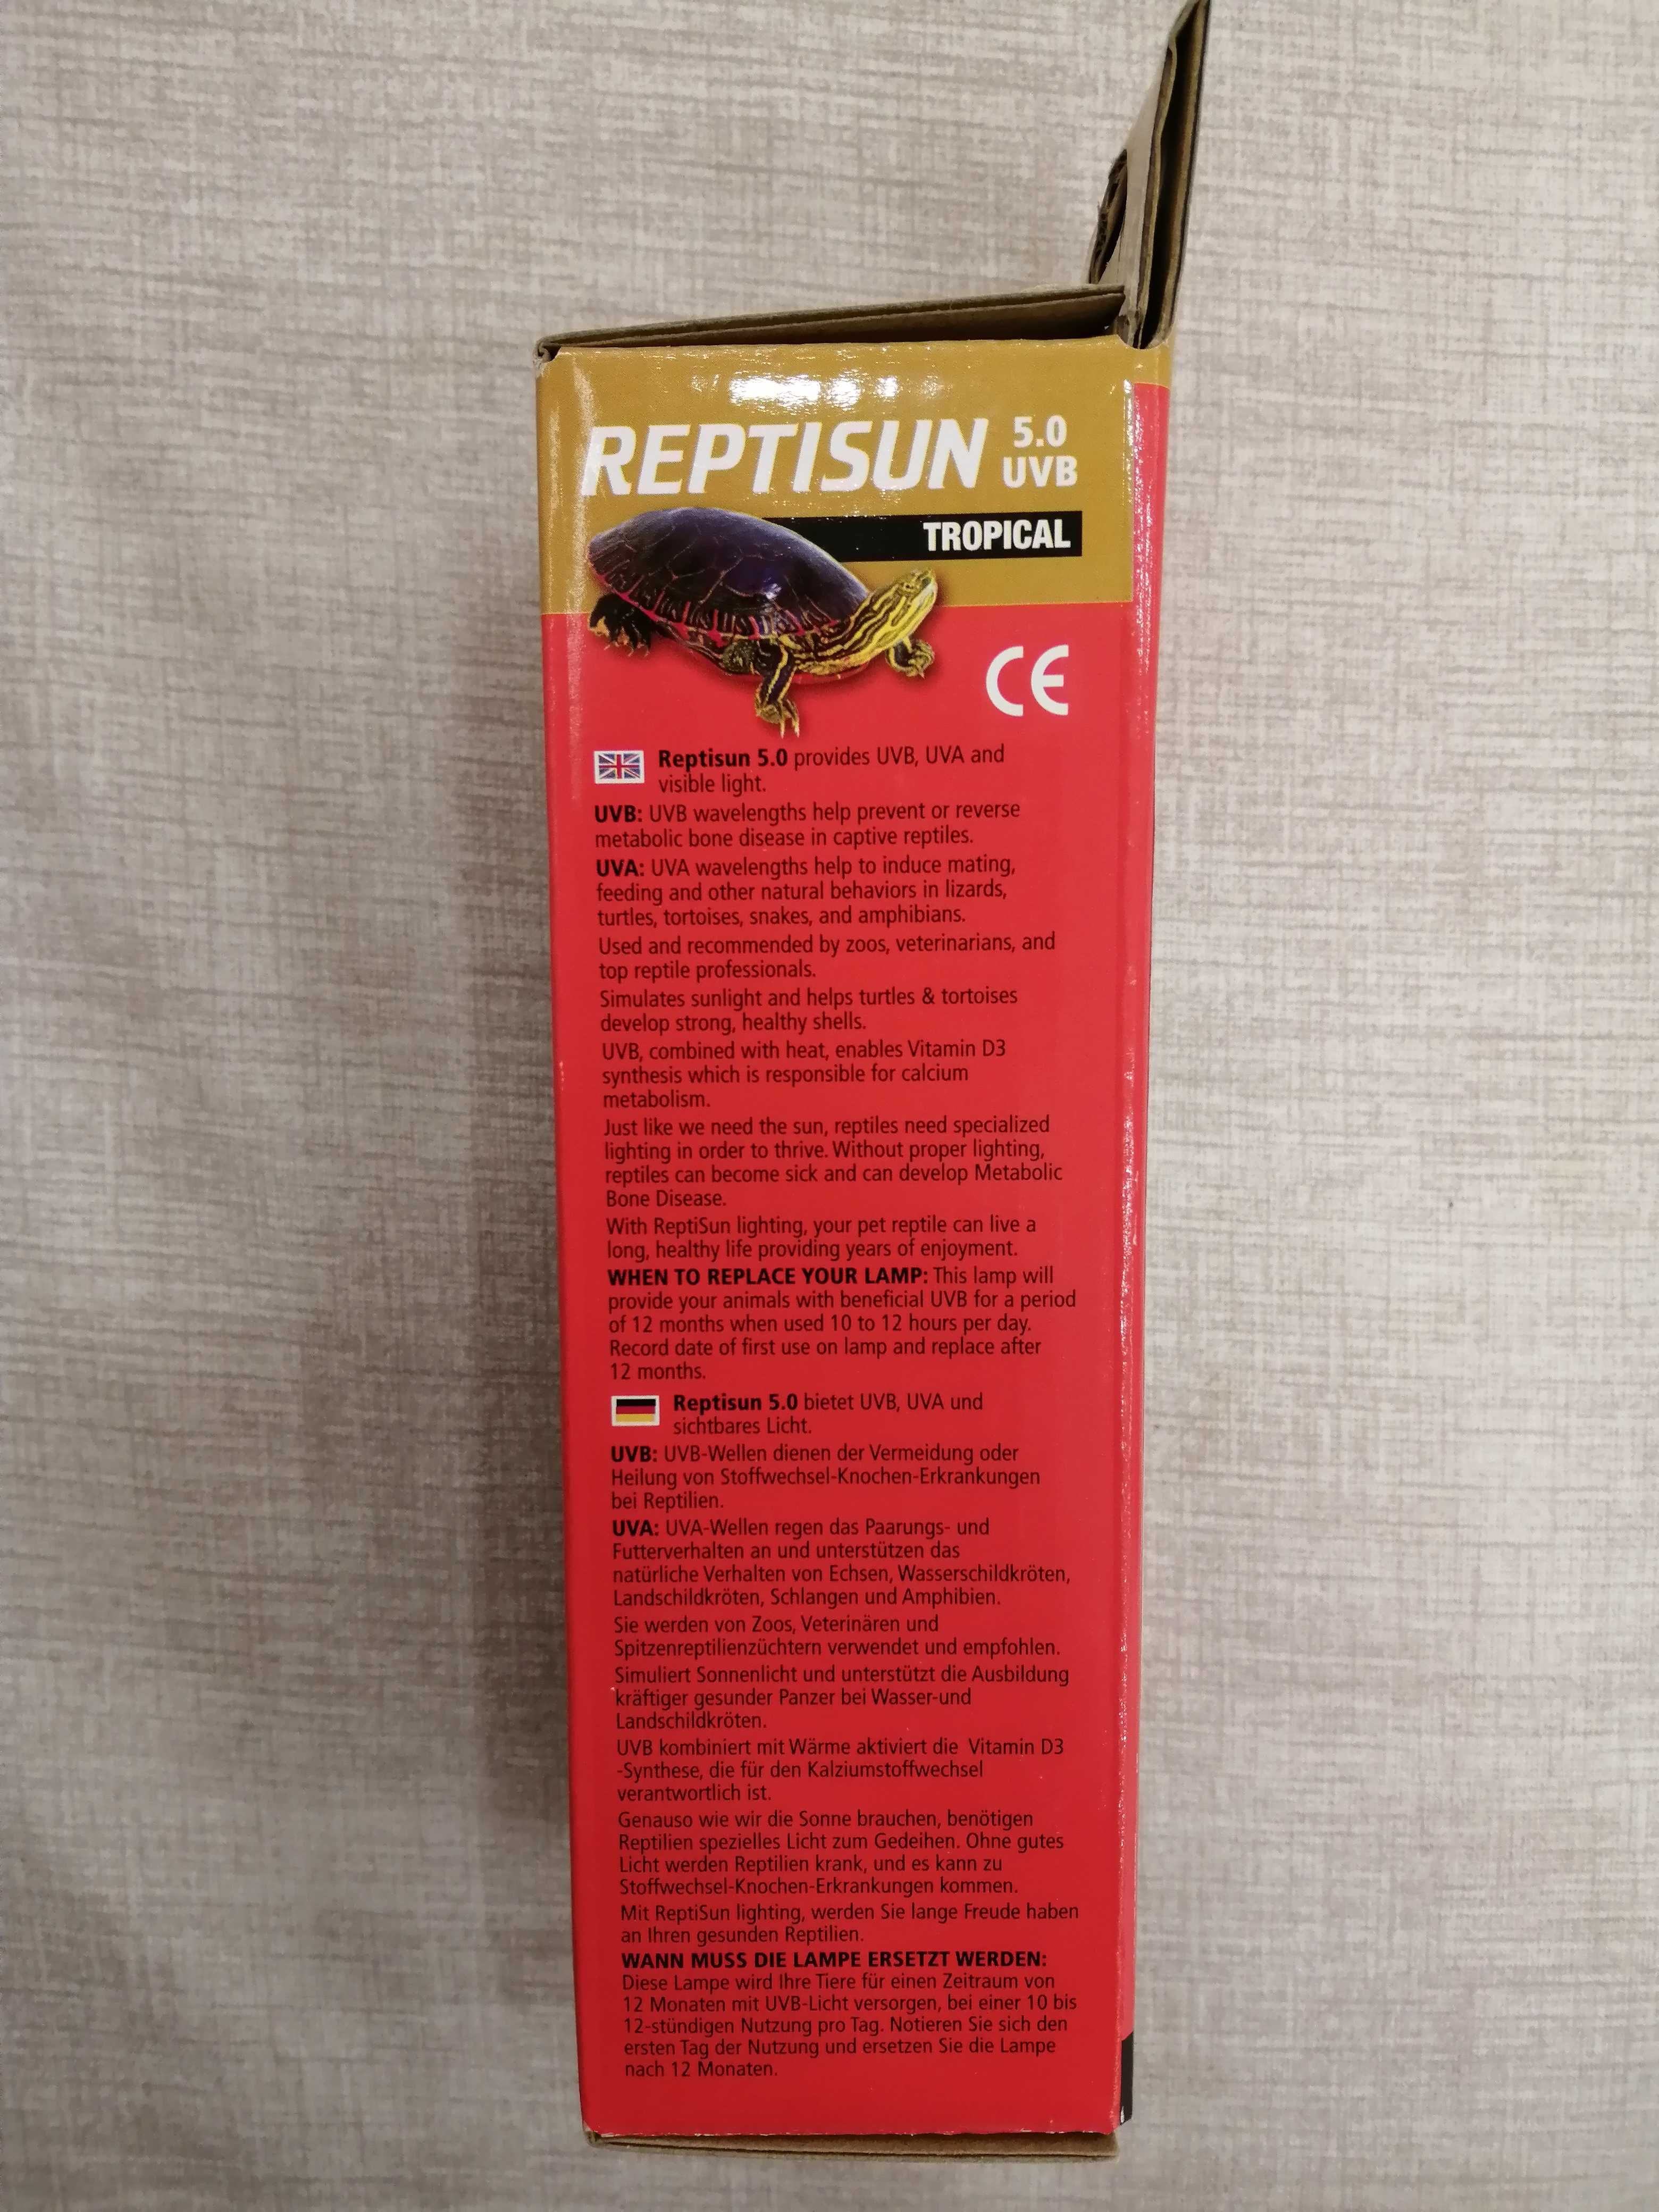 REPTISUN 5.0
UVB
TROPICAL
CE
Reptisun 5.0 provides UVB, UVA and
visible light.
UVB: UVB wavelengths help prevent or reverse
metabolic bone disease in captive reptiles.
UVA: UVA wavelengths help to induce mating,
feeding and other natural behaviors in lizards,
turtles, tortoises, snakes, and amphibians.
Used and recommended by zoos, veterinarians, and
top reptile professionals.
Simulates sunlight and helps turtles & tortoises
develop strong, healthy shells.
UVB, combined with heat, enables Vitamin D3
synthesis which is responsible for calcium
metabolism.
Just like we need the sun, reptiles need specialized
lighting in order to thrive. Without proper lighting,
reptiles can become sick and can develop Metabolic
Bone Disease.
With ReptiSun lighting, your pet reptile can live a
long, healthy life providing years of enjoyment.
WHEN TO REPLACE YOUR LAMP: This lamp will
provide your animals with beneficial UVB for a period
of 12 months when used 10 to 12 hours per day.
Record date of first use on lamp and replace after
12 months.
Reptisun 5.0 bietet UVB, UVA und
sichtbares Licht.
UVB: UVB-Wellen dienen der Vermeidung oder
Heilung von Stoffwechsel-Knochen-Erkrankungen
bei Reptilien.
UVA: UVA-Wellen regen das Paarungs- und
Futterverhalten an und unterstützen das
natürliche Verhalten von Echsen, Wasserschildkröten,
Landschildkröten, Schlangen und Amphibien.
Sie werden von Zoos, Veterinären und
Spitzenreptilienzüchtern verwendet und empfohlen.
Simuliert Sonnenlicht und unterstützt die Ausbildung
kräftiger gesunder Panzer bei Wasser-und
Landschildkröten.
UVB kombiniert mit Wärme aktiviert die Vitamin D3
-Synthese, die für den Kalziumstoffwechsel
verantwortlich ist.
Genauso wie wir die Sonne brauchen, benötigen
Reptilien spezielles Licht zum Gedeihen. Ohne gutes
Licht werden Reptilien krank, und es kann zu
Stoffwechsel-Knochen-Erkrankungen kommen.
Mit ReptiSun lighting, werden Sie lange Freude haben
an Ihren gesunden Reptilien.
WANN MUSS DIE LAMPE ERSETZT WERDEN:
Diese Lampe wird Ihre Tiere für einen Zeitraum von
12 Monaten mit UVB-Licht versorgen, bei einer 10 bis
12-stündigen Nutzung pro Tag. Notieren Sie sich den
ersten Tag der Nutzung und ersetzen Sie die Lampe
nach 12 Monaten.